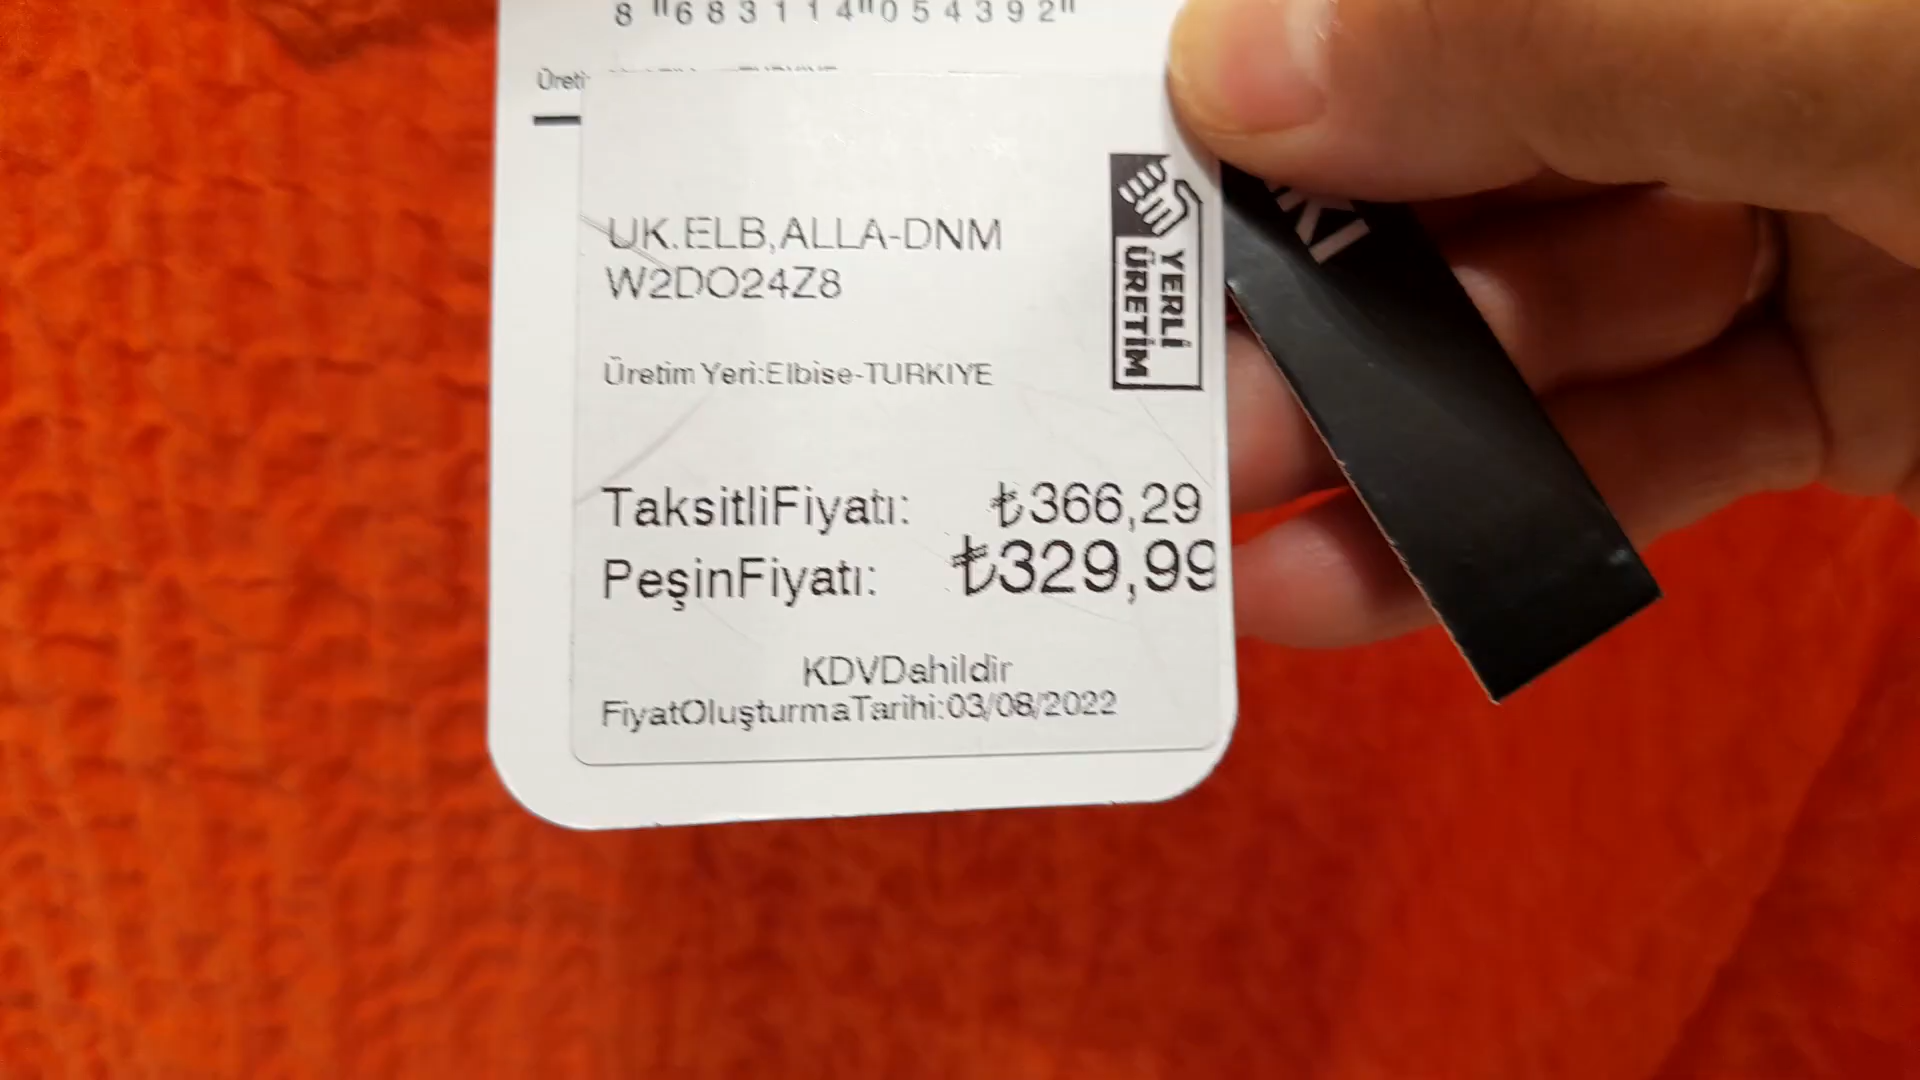 8 "683114"054392"
Üreti
UK.ELB,ALLA-DNM
W2DO24Z8
YERLİ
ÜRETİM
Üretim Yeri:Elbise-TURKIYE
TaksitliFiyatı: ₺366,29
PeşinFiyatı: ₺329,99
KDVDahildir
FiyatOluşturmaTarihi:03/08/2022